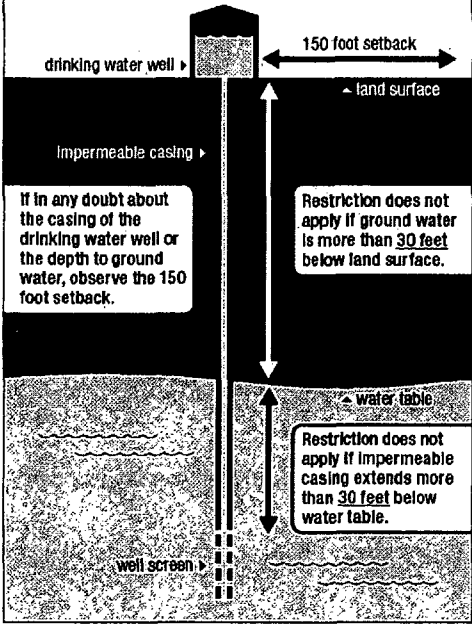 150 foot setback
drinking water well
land surface
impermeable casing
If in any doubt about
the casing of the
drinking water well or
the depth to ground
water, observe the 150
foot setback.
Restriction does not
apply if ground water
is more than 30 feet
below land surface.
water table
Restriction does not
apply if impermeable
casing extends more
than 30 feet below
water table.
well screen